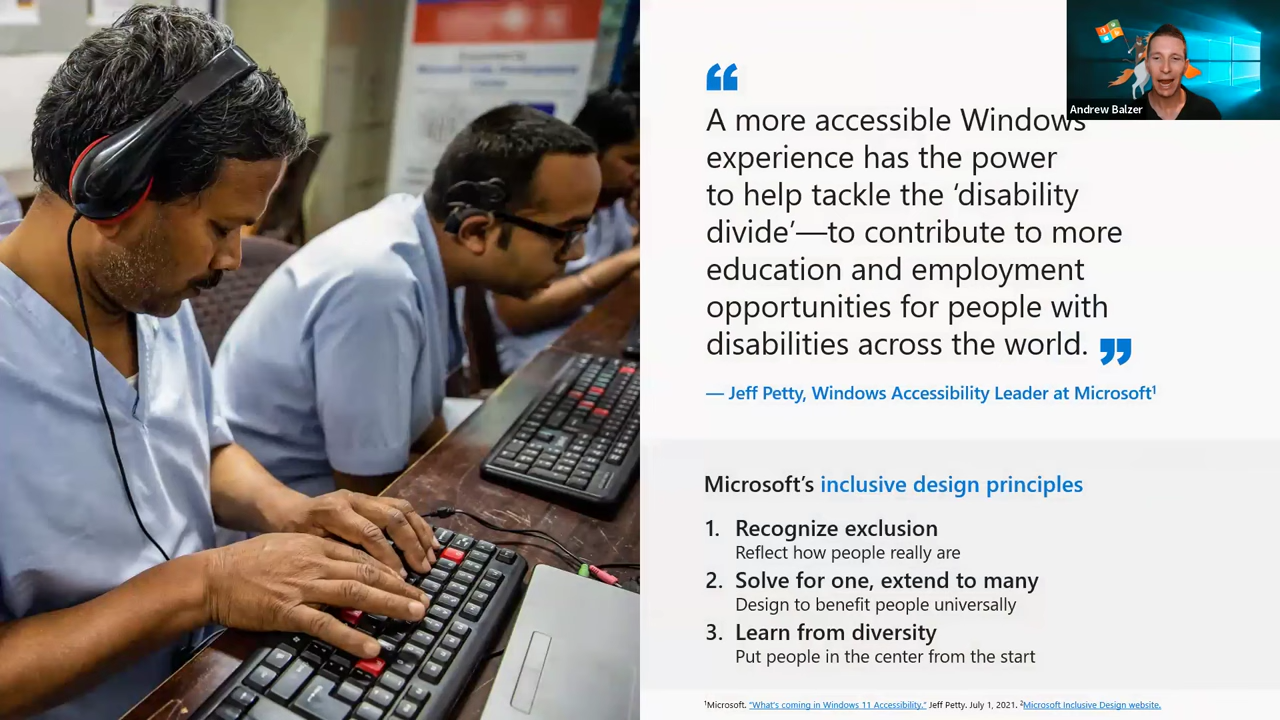 “
A more accessible Windows
experience has the power
to help tackle the ‘disability
divide’—to contribute to more
education and employment
opportunities for people with
disabilities across the world. ”
— Jeff Petty, Windows Accessibility Leader at Microsoft¹
Andrew Balzer
Microsoft’s inclusive design principles
1. Recognize exclusion
Reflect how people really are
2. Solve for one, extend to many
Design to benefit people universally
3. Learn from diversity
Put people in the center from the start
¹Microsoft. “What’s coming in Windows 11 Accessibility.” Jeff Petty. July 1, 2021. ²Microsoft Inclusive Design website.